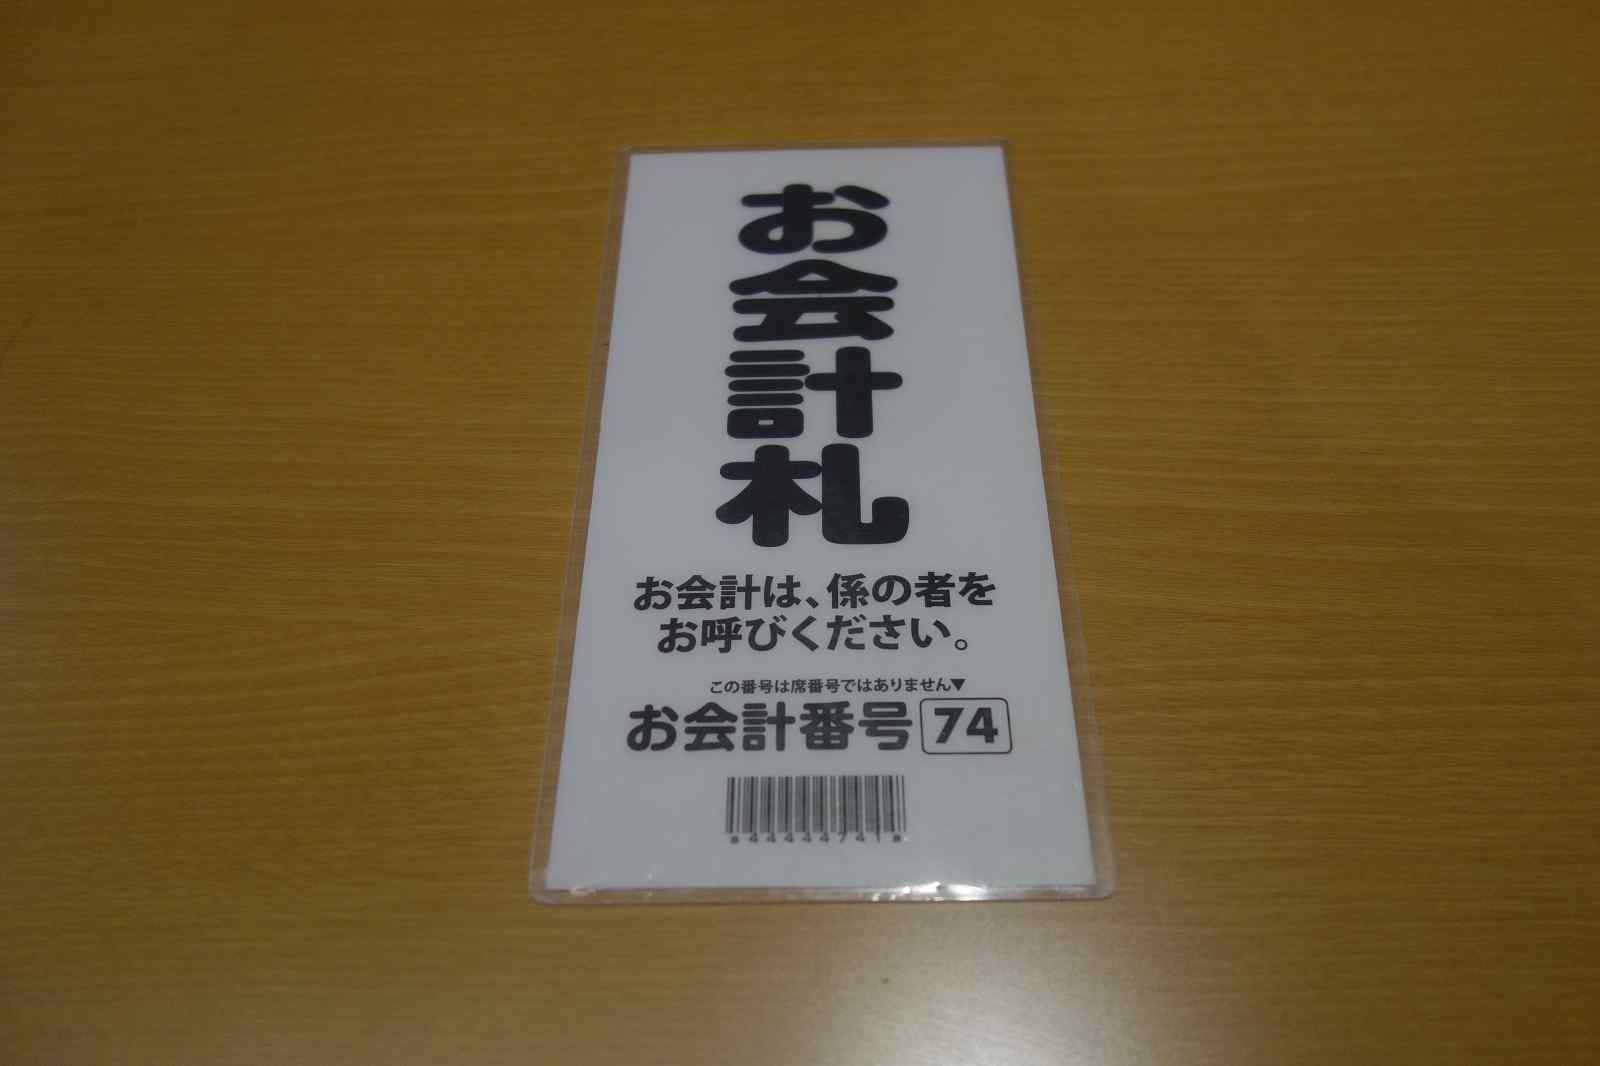 お会計札
お会計は、係の者を
お呼びください。
この番号は席番号ではありません▼
お会計番号 74